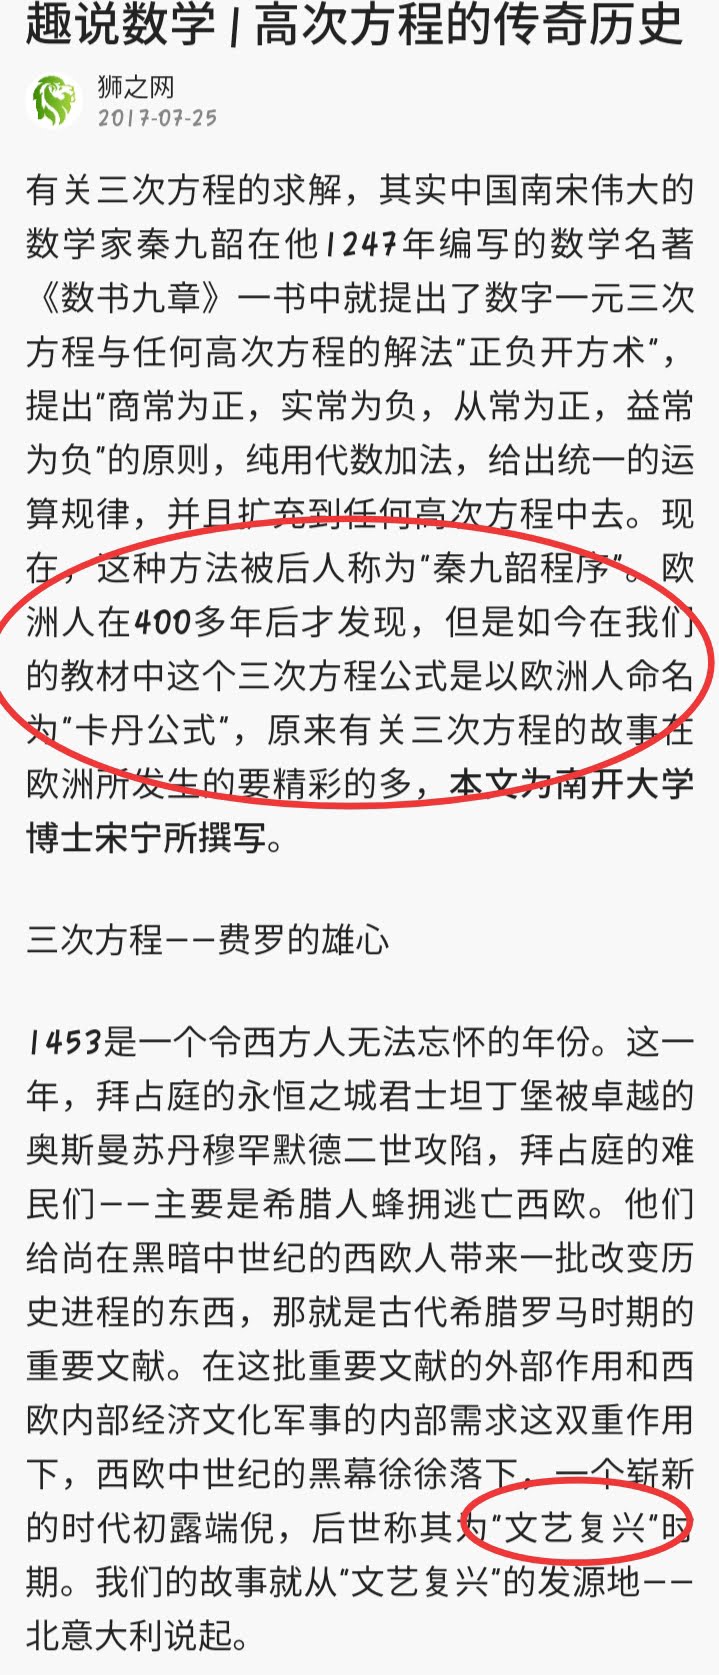 趣说数学 | 高次方程的传奇历史
狮之网
2017-07-25
有关三次方程的求解，其实中国南宋伟大的
数学家秦九韶在他1247年编写的数学名著
《数书九章》一书中就提出了数字一元三次
方程与任何高次方程的解法"正负开方术"，
提出"商常为正，实常为负，从常为正，益常
为负"的原则，纯用代数加法，给出统一的运
算规律，并且扩充到任何高次方程中去。现
在，这种方法被后人称为"秦九韶程序"。欧
洲人在400多年后才发现，但是如今在我们
的教材中这个三次方程公式是以欧洲人命名
为"卡丹公式"，原来有关三次方程的故事在
欧洲所发生的要精彩的多，本文为南开大学
博士宋宁所撰写。
三次方程——费罗的雄心
1453是一个令西方人无法忘怀的年份。这一
年，拜占庭的永恒之城君士坦丁堡被卓越的
奥斯曼苏丹穆罕默德二世攻陷，拜占庭的难
民们——主要是希腊人蜂拥逃亡西欧。他们
给尚在黑暗中世纪的西欧人带来一批改变历
史进程的东西，那就是古代希腊罗马时期的
重要文献。在这批重要文献的外部作用和西
欧内部经济文化军事的内部需求这双重作用
下，西欧中世纪的黑幕徐徐落下，一个崭新
的时代初露端倪，后世称其为"文艺复兴"时
期。我们的故事就从"文艺复兴"的发源地——
北意大利说起。